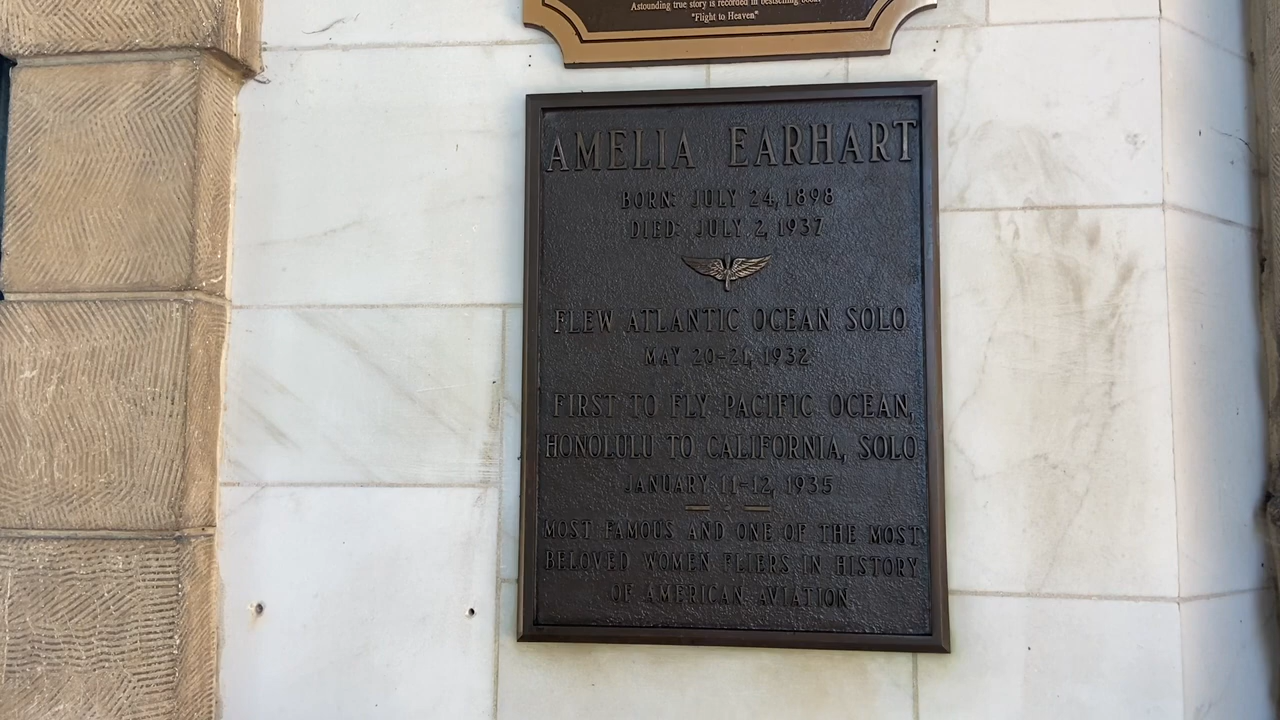 Astounding true story is recorded in bestselling book:
"Flight to Heaven"
AMELIA EARHART
BORN: JULY 24, 1898
DIED: JULY 2, 1937
FLEW ATLANTIC OCEAN SOLO
MAY 20-21, 1932
FIRST TO FLY PACIFIC OCEAN,
HONOLULU TO CALIFORNIA, SOLO
JANUARY 11-12, 1935
MOST FAMOUS AND ONE OF THE MOST
BELOVED WOMEN FLIERS IN HISTORY
OF AMERICAN AVIATION